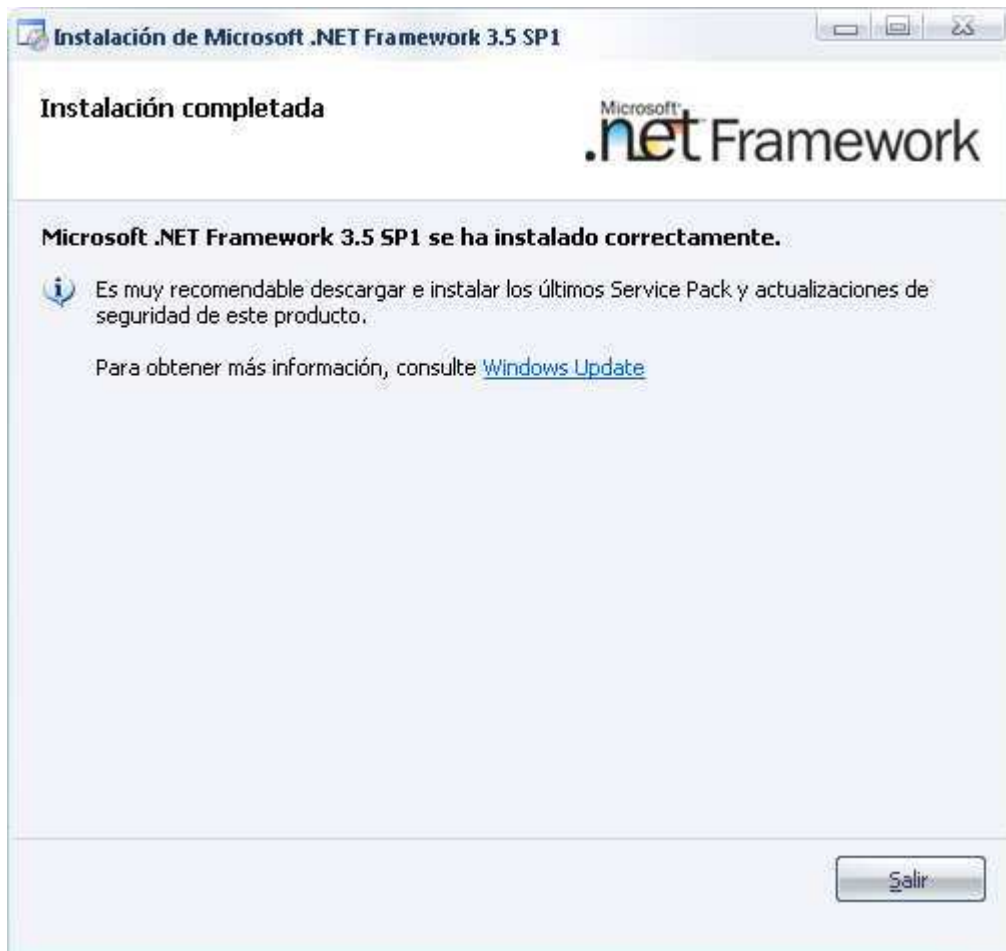 Instalación de Microsoft .NET Framework 3.5 SP1
Instalación completada
Microsoft
.net Framework
Microsoft .NET Framework 3.5 SP1 se ha instalado correctamente.
Es muy recomendable descargar e instalar los últimos Service Pack y actualizaciones de
seguridad de este producto.
Para obtener más información, consulte Windows Update
Salir